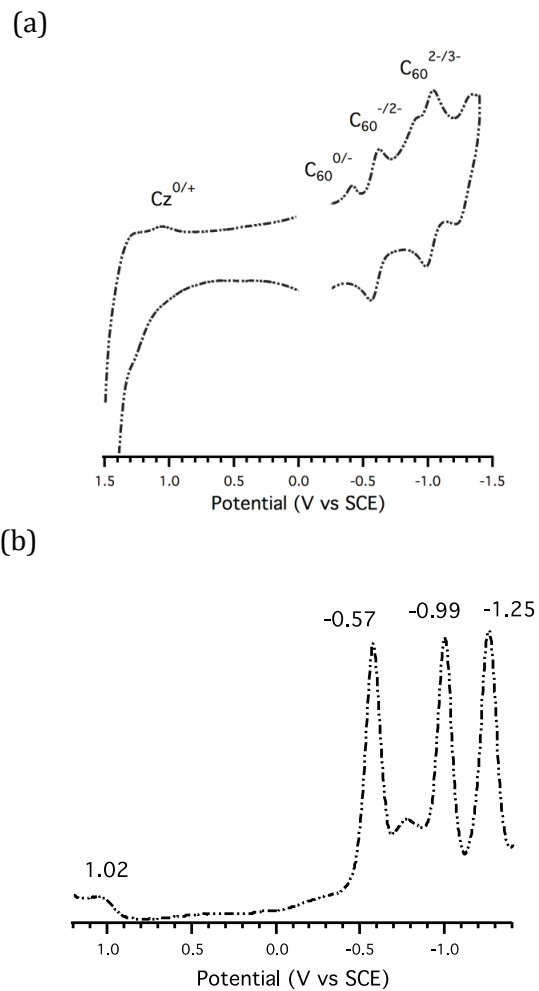 (a)
C60 2-/3-
C60 -/2-
C60 0/-
Cz0/+
1.5 1.0 0.5 0.0 -0.5 -1.0 -1.5
Potential (V vs SCE)
(b)
-0.57 -0.99 -1.25
1.02
1.0 0.5 0.0 -0.5 -1.0
Potential (V vs SCE)